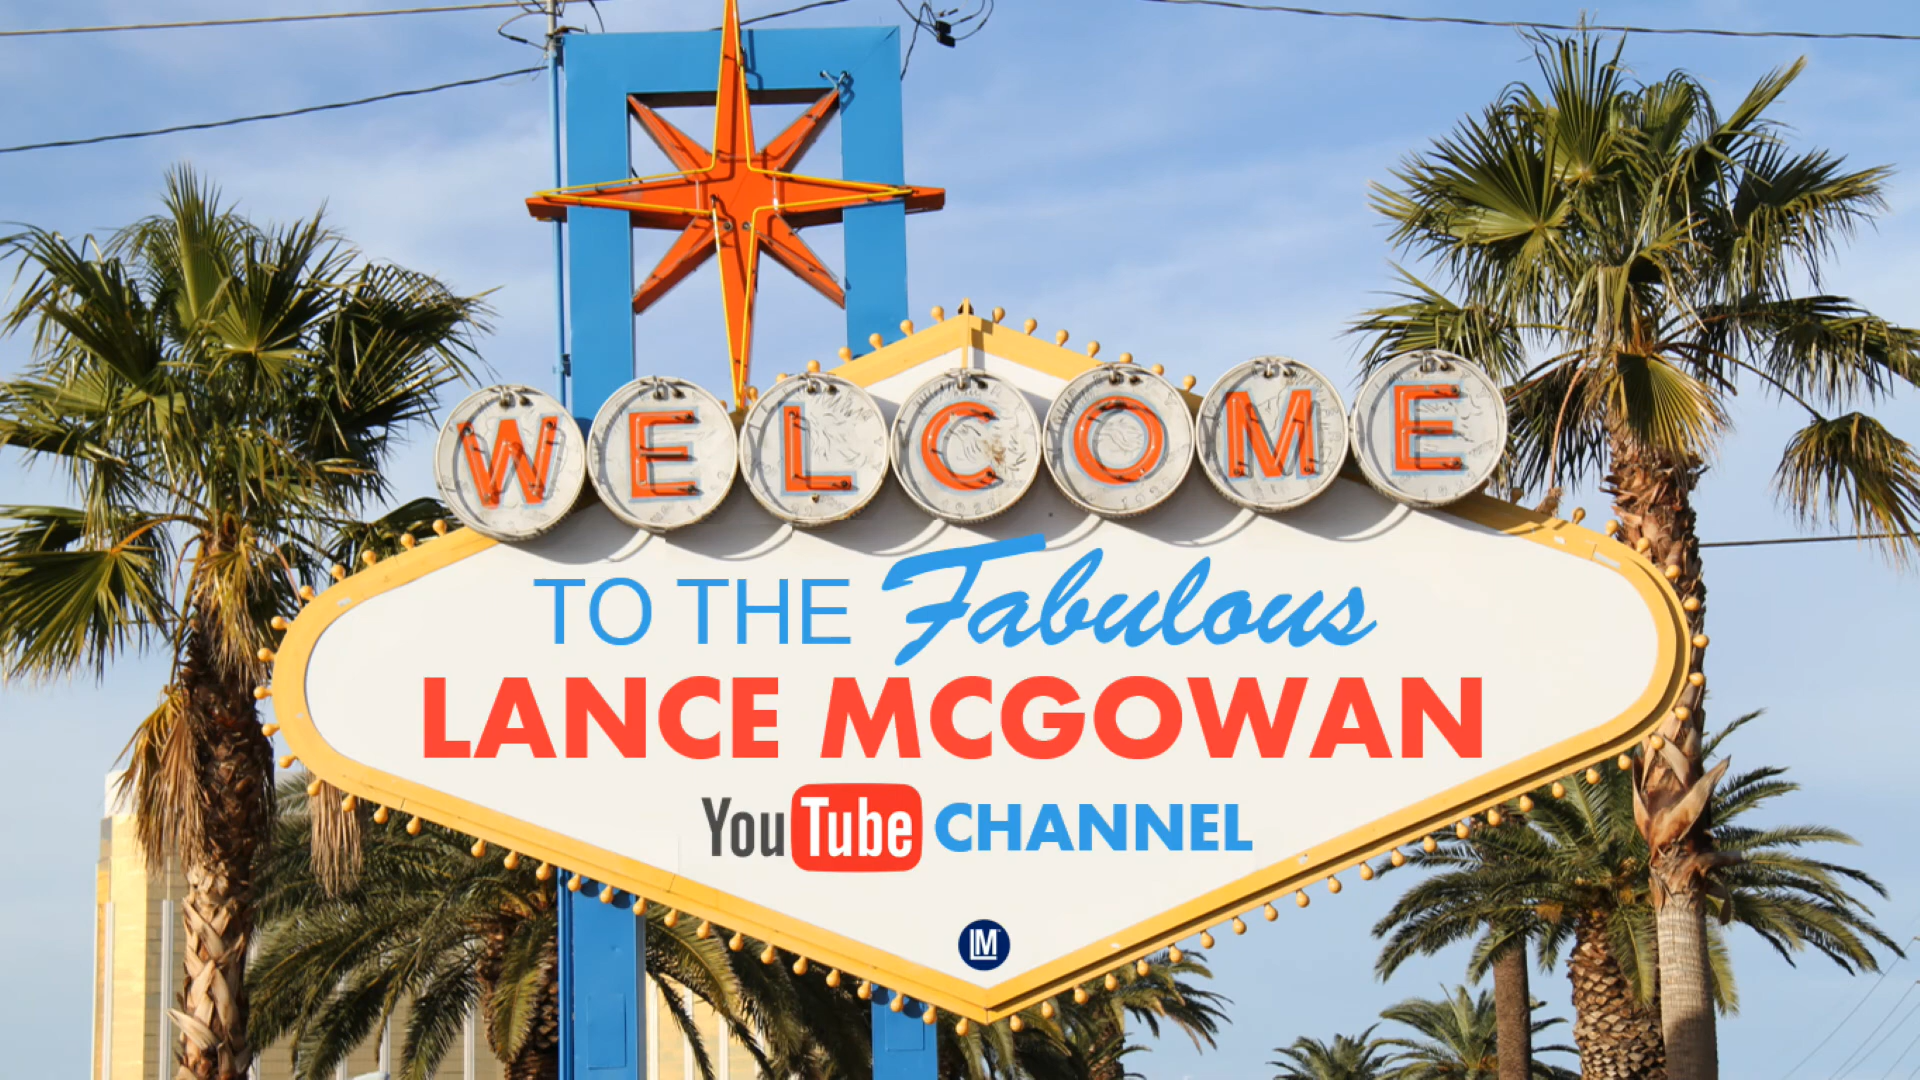 WELCOME
TO THE Fabulous
LANCE MCGOWAN
YouTube CHANNEL
LM